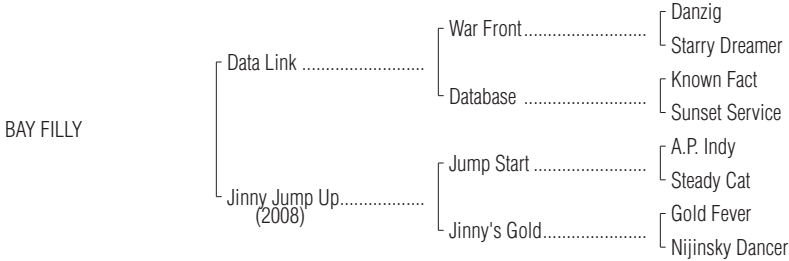 Danzig
War Front..........................
Starry Dreamer
Data Link ..........................
Known Fact
Database ..........................
Sunset Service
BAY FILLY
A.P. Indy
Jump Start ........................
Steady Cat
Jinny Jump Up..................
(2008)
Gold Fever
Jinny's Gold......................
Nijinsky Dancer